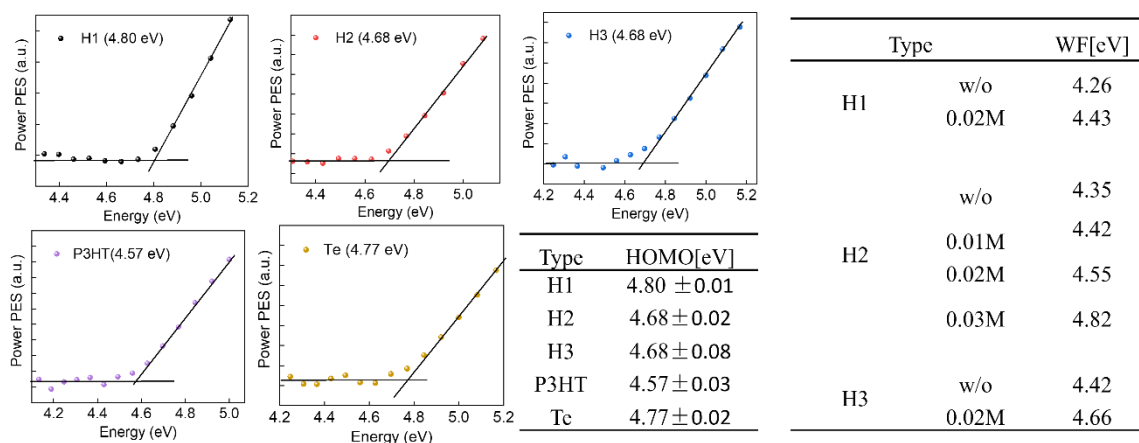 H1 (4.80 eV)
Power PES (a.u.)
4.4 4.6 4.8 5.0 5.2
Energy (eV)
H2 (4.68 eV)
Power PES (a.u.)
4.4 4.6 4.8 5.0
Energy (eV)
H3 (4.68 eV)
Power PES (a.u.)
4.2 4.4 4.6 4.8 5.0 5.2
Energy (eV)
P3HT(4.57 eV)
Power PES (a.u.)
4.2 4.4 4.6 4.8 5.0
Energy (eV)
Te (4.77 eV)
Power PES (a.u.)
4.2 4.4 4.6 4.8 5.0 5.2
Energy (eV)
Type HOMO[eV]
H1 4.80 ±0.01
H2 4.68±0.02
H3 4.68±0.08
P3HT 4.57±0.03
Te 4.77±0.02
Type WF[eV]
H1
w/o 4.26
0.02M 4.43
H2
w/o 4.35
0.01M 4.42
0.02M 4.55
0.03M 4.82
H3
w/o 4.42
0.02M 4.66